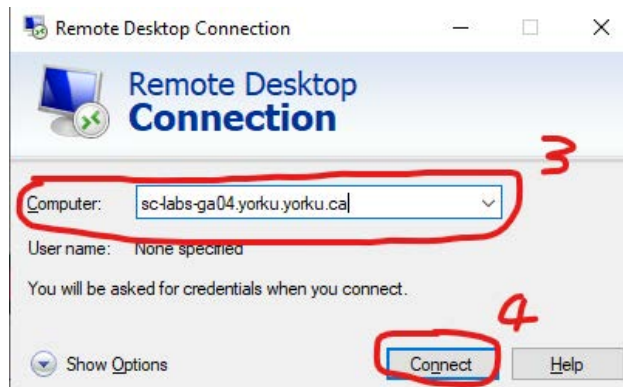 Remote Desktop Connection
Remote Desktop
Connection
3
Computer: sc-labs-ga04.yorku.yorku.ca
User name: None specified
You will be asked for credentials when you connect.
4
Show Options Connect Help